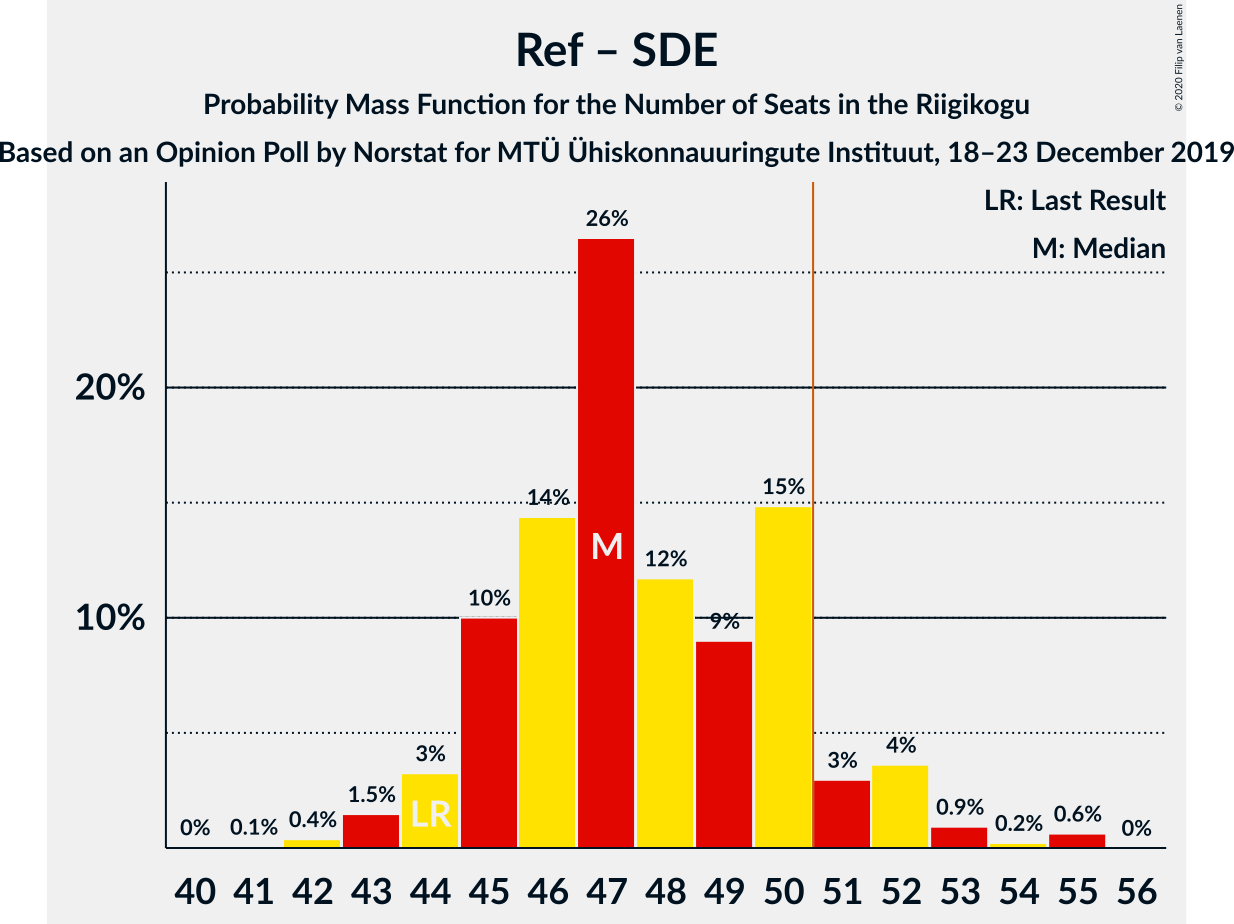 Ref – SDE
Probability Mass Function for the Number of Seats in the Riigikogu
Based on an Opinion Poll by Norstat for MTÜ Ühiskonnauuringute Instituut, 18–23 December 2019
© 2020 Filip van Laenen
LR: Last Result
M: Median
26%
20%
15%
14%
M
12%
10%
10%
9%
3%
4%
3%
1.5%
0.9%
0.6%
0.4%
0.2%
0%
0.1%
0%
LR
40 41 42 43 44 45 46 47 48 49 50 51 52 53 54 55 56